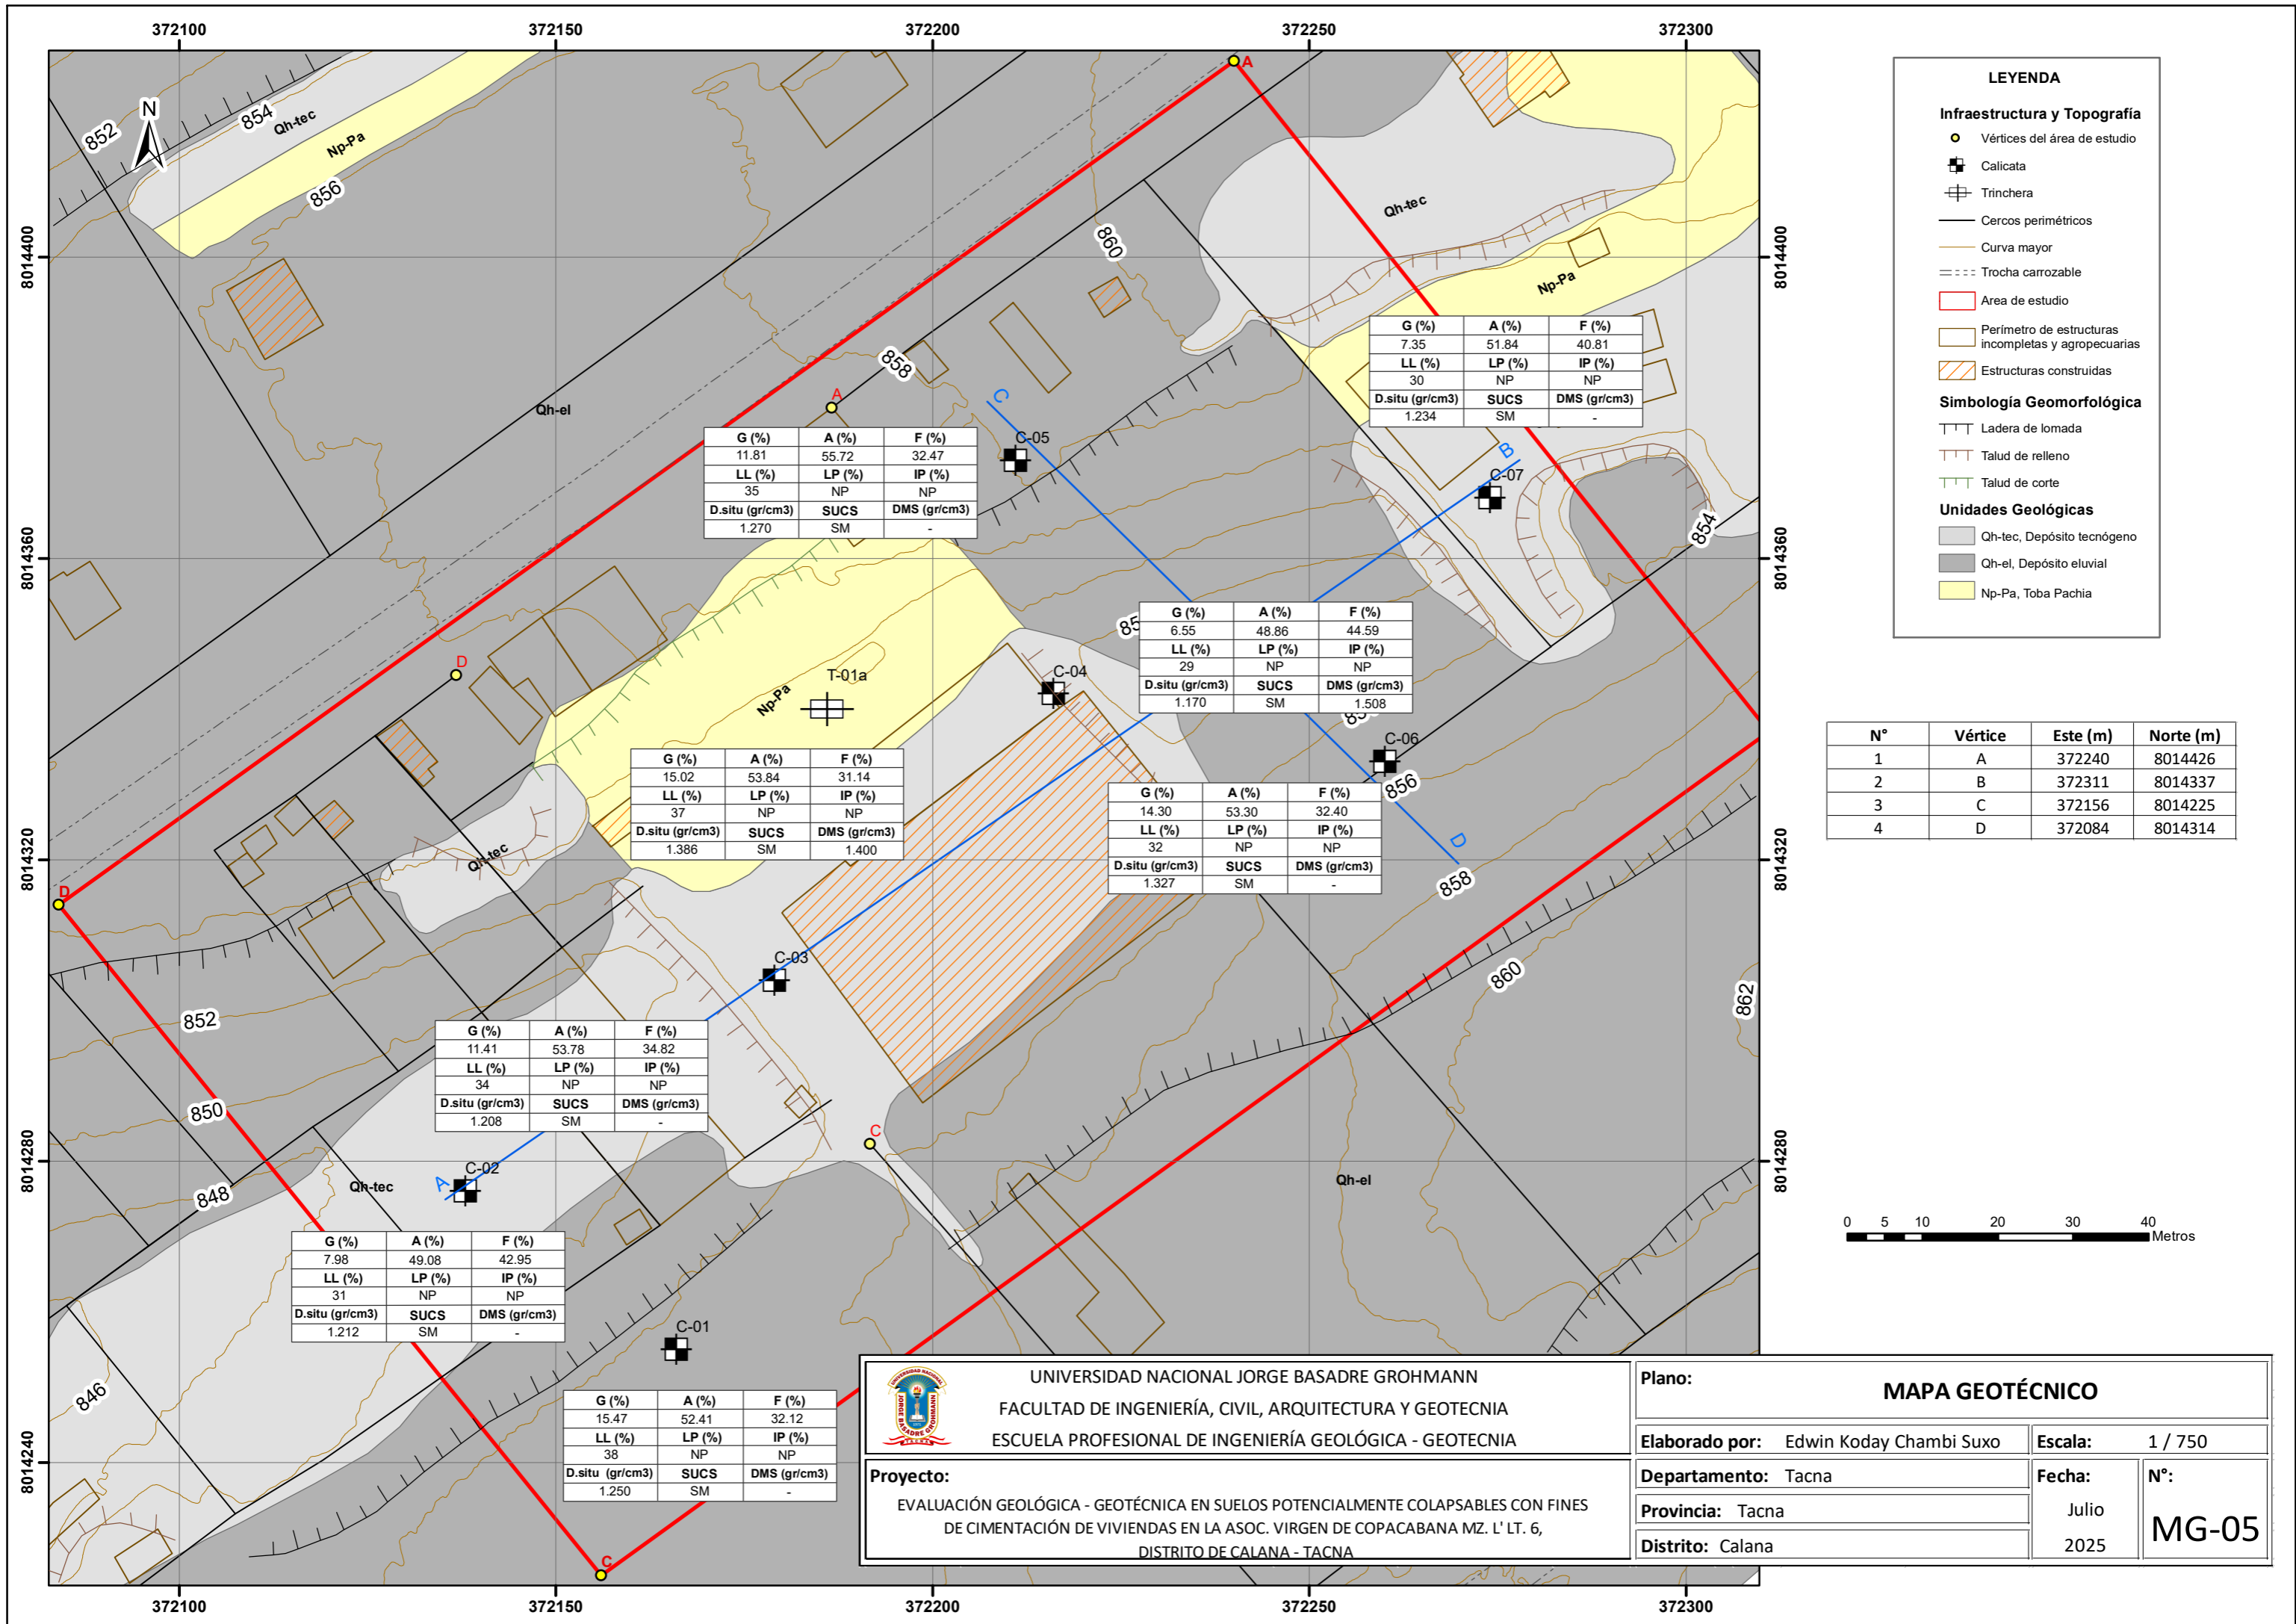 372100 372150 372200 372250 372300
8014400
8014360
8014320
8014280
8014240
8014400
8014360
8014320
8014280
372100 372150 372200 372250 372300
N
852
854
Qh-tec
Np-Pa
856
A
860
Qh-tec
Np-Pa
858
A
Qh-el
C
C-05
B
C-07
854
G (%) A (%) F (%)
7.35 51.84 40.81
LL (%) LP (%) IP (%)
30 NP NP
D.situ (gr/cm3) SUCS DMS (gr/cm3)
1.234 SM -
G (%) A (%) F (%)
11.81 55.72 32.47
LL (%) LP (%) IP (%)
35 NP NP
D.situ (gr/cm3) SUCS DMS (gr/cm3)
1.270 SM -
G (%) A (%) F (%)
6.55 48.86 44.59
LL (%) LP (%) IP (%)
29 NP NP
D.situ (gr/cm3) SUCS DMS (gr/cm3)
1.170 SM 1.508
D
T-01a
Np-Pa
C-04
C-06
856
G (%) A (%) F (%)
15.02 53.84 31.14
LL (%) LP (%) IP (%)
37 NP NP
D.situ (gr/cm3) SUCS DMS (gr/cm3)
1.386 SM 1.400
G (%) A (%) F (%)
14.30 53.30 32.40
LL (%) LP (%) IP (%)
32 NP NP
D.situ (gr/cm3) SUCS DMS (gr/cm3)
1.327 SM -
D
858
Qh-tec
D
C-03
860
862
852
850
848
G (%) A (%) F (%)
11.41 53.78 34.82
LL (%) LP (%) IP (%)
34 NP NP
D.situ (gr/cm3) SUCS DMS (gr/cm3)
1.208 SM -
C
A
C-02
Qh-tec
Qh-el
G (%) A (%) F (%)
7.98 49.08 42.95
LL (%) LP (%) IP (%)
31 NP NP
D.situ (gr/cm3) SUCS DMS (gr/cm3)
1.212 SM -
C-01
846
G (%) A (%) F (%)
15.47 52.41 32.12
LL (%) LP (%) IP (%)
38 NP NP
D.situ (gr/cm3) SUCS DMS (gr/cm3)
1.250 SM -
C
LEYENDA
Infraestructura y Topografía
Vértices del área de estudio
Calicata
Trinchera
Cercos perimétricos
Curva mayor
Trocha carrozable
Area de estudio
Perímetro de estructuras
incompletas y agropecuarias
Estructuras construidas
Simbología Geomorfológica
Ladera de lomada
Talud de relleno
Talud de corte
Unidades Geológicas
Qh-tec, Depósito tecnógeno
Qh-el, Depósito eluvial
Np-Pa, Toba Pachia
N° Vértice Este (m) Norte (m)
1 A 372240 8014426
2 B 372311 8014337
3 C 372156 8014225
4 D 372084 8014314
0 5 10 20 30 40
Metros
UNIVERSIDAD NACIONAL JORGE BASADRE GROHMANN
FACULTAD DE INGENIERÍA, CIVIL, ARQUITECTURA Y GEOTECNIA
ESCUELA PROFESIONAL DE INGENIERÍA GEOLÓGICA - GEOTECNIA
Proyecto:
EVALUACIÓN GEOLÓGICA - GEOTÉCNICA EN SUELOS POTENCIALMENTE COLAPSABLES CON FINES
DE CIMENTACIÓN DE VIVIENDAS EN LA ASOC. VIRGEN DE COPACABANA MZ. L' LT. 6,
DISTRITO DE CALANA - TACNA
Plano:
MAPA GEOTÉCNICO
Elaborado por: Edwin Koday Chambi Suxo
Escala: 1 / 750
Departamento: Tacna
Provincia: Tacna
Distrito: Calana
Fecha:
Julio
2025
N°:
MG-05